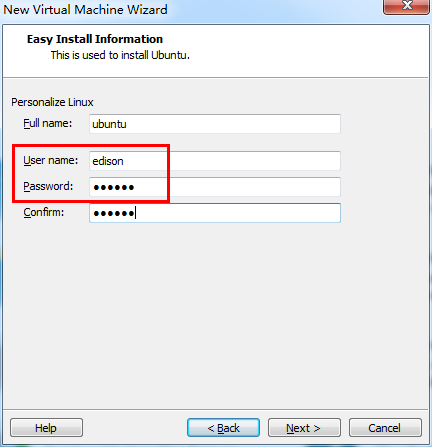 New Virtual Machine Wizard
Easy Install Information
This is used to install Ubuntu.
Personalize Linux
Full name: ubuntu
User name: edison
Password: ●●●●●●
Confirm: ●●●●●●
Help < Back Next > Cancel